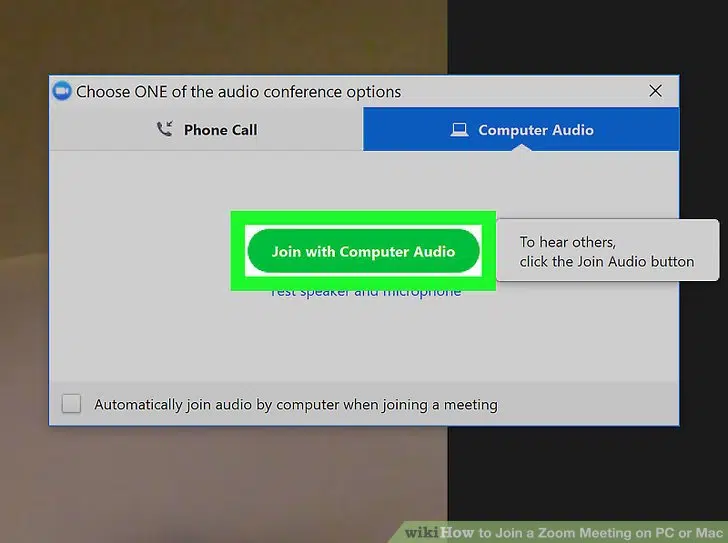 Choose ONE of the audio conference options
Phone Call
Computer Audio
Join with Computer Audio
To hear others,
click the Join Audio button
Test speaker and microphone
Automatically join audio by computer when joining a meeting
wikiHow to Join a Zoom Meeting on PC or Mac